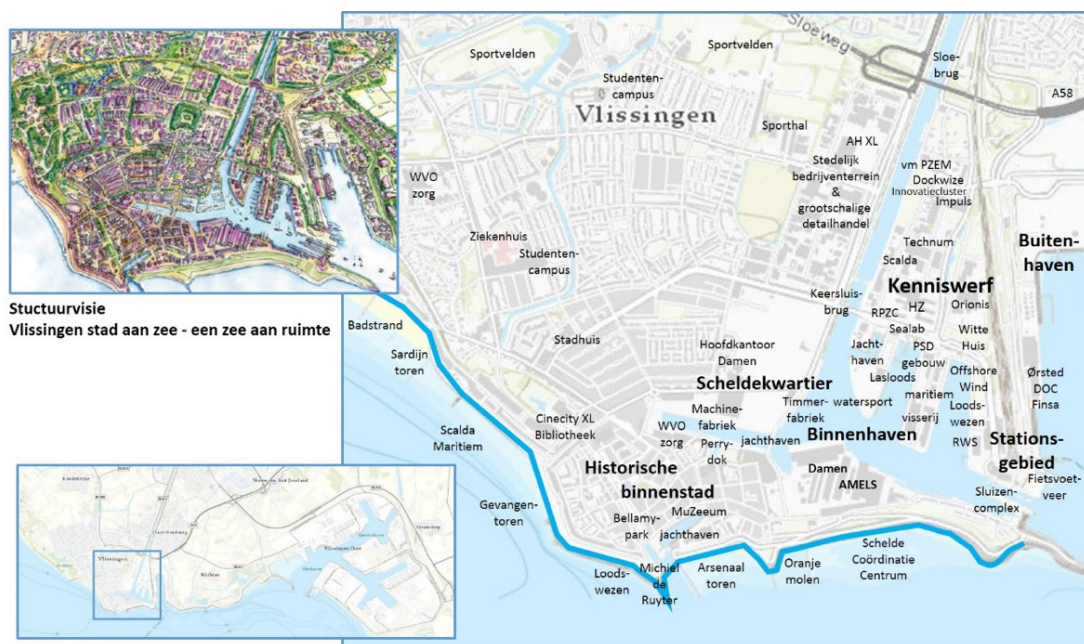 Stuctuurvisie
Vlissingen stad aan zee - een zee aan ruimte
Sloeweg
Sportvelden
Sportvelden
Sloe-
brug
Studenten-
campus
A58
Vlissingen
Sporthal
AH XL
Stedelijk
bedrijventerrein
&
grootschalige
detailhandel
vm PZEM
Dockwize
Innovatiecluster
Impuls
WVO
zorg
Ziekenhuis
Studenten-
campus
Technum
Scalda
Buiten-
haven
Kenniswerf
Keersluis-
brug
RPZC
HZ
Orionis
Sealab
Witte
Huis
PSD
gebouw
Badstrand
Sardijn
toren
Stadhuis
Hoofdkantoor
Damen
Jacht-
haven
Lasloods
Offshore
Wind
Ørsted
DOC
Finsa
Scheldekwartier
Timmer-
fabriek
watersport
maritiem
visserij
Loods-
wezen
Machine-
fabriek
Cinecity XL
Bibliotheek
WVO
zorg
Scalda
Maritiem
Perry-
dok
jachthaven
Binnenhaven
RWS
Stations-
gebied
Historische
binnenstad
Damen
AMELS
Fietsvoet-
veer
Sluizen-
complex
Gevangen-
toren
Bellamy-
park
MuZeeum
jachthaven
Loods-
wezen
Michiel
de
Ruyter
Arsenaal
toren
Oranje
molen
Schelde
Coördinatie
Centrum
Vlissingen